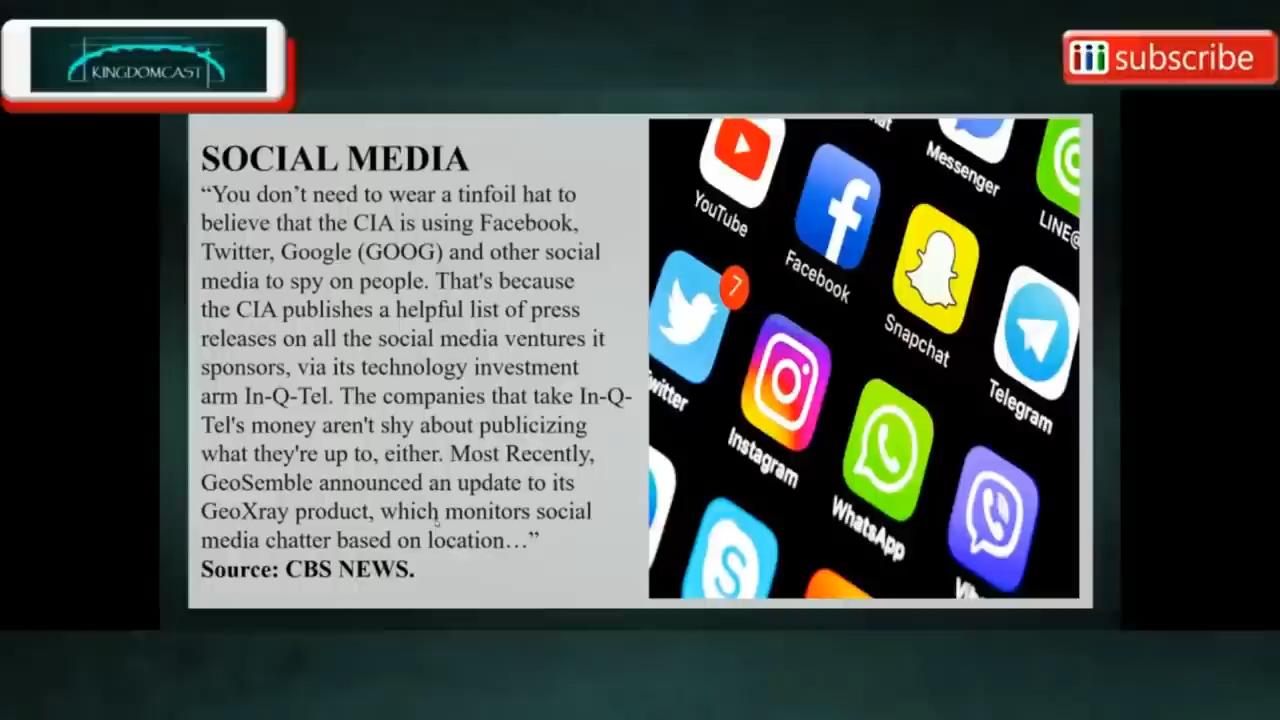 KINGDOMCAST
subscribe
SOCIAL MEDIA
“You don’t need to wear a tinfoil hat to
believe that the CIA is using Facebook,
Twitter, Google (GOOG) and other social
media to spy on people. That's because
the CIA publishes a helpful list of press
releases on all the social media ventures it
sponsors, via its technology investment
arm In-Q-Tel. The companies that take In-Q-
Tel's money aren't shy about publicizing
what they're up to, either. Most Recently,
GeoSemble announced an update to its
GeoXray product, which monitors social
media chatter based on location…”
Source: CBS NEWS.
Messenger
YouTube
Facebook
LINE@
7
Snapchat
Telegram
Instagram
WhatsApp